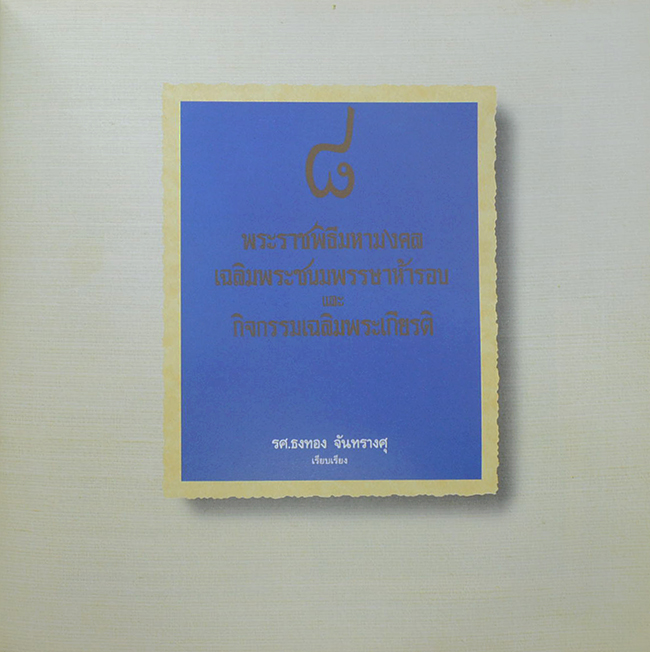 ๘
พระราชพิธีมหามงคล
เฉลิมพระชนมพรรษาห้ารอบ
และ
กิจกรรมเฉลิมพระเกียรติ
รศ.ธงทอง จันทรางศุ
เรียบเรียง